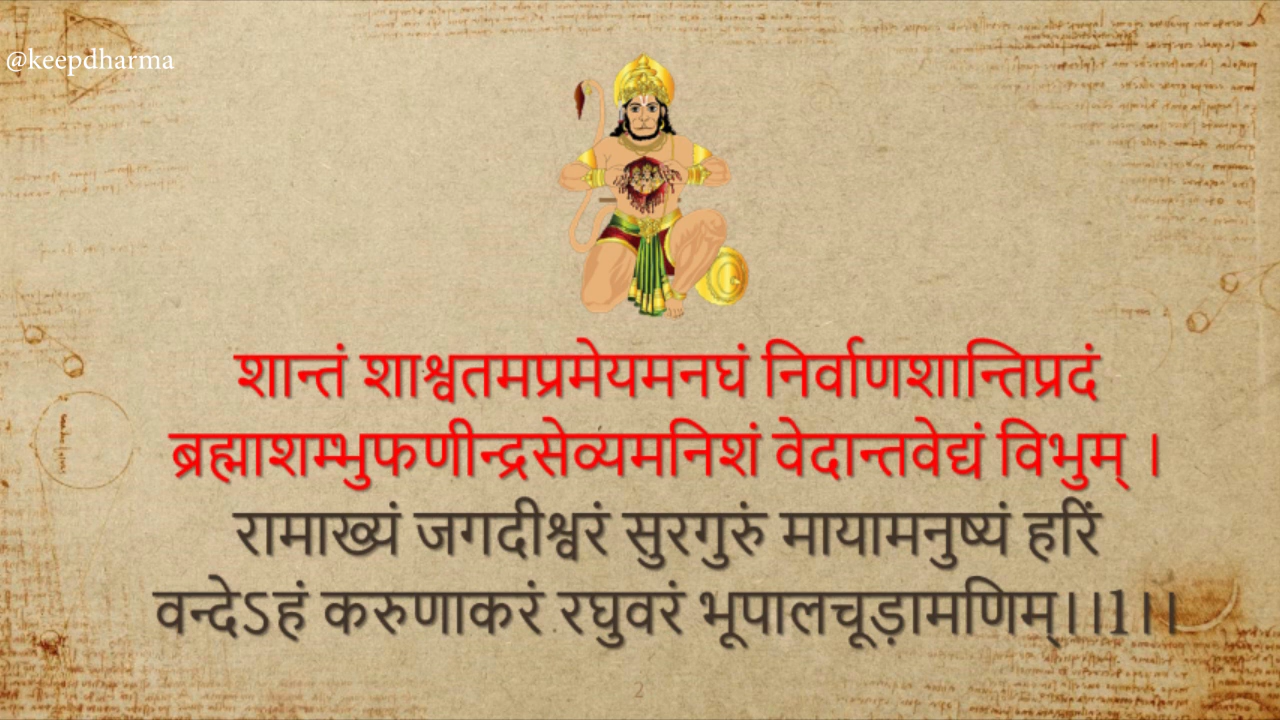 @keepdharma
शान्तं शाश्वतमप्रमेयमनघं निर्वाणशान्तिप्रदं
ब्रह्माशम्भुफणीन्द्रसेव्यमनिशं वेदान्तवेद्यं विभुम् ।
रामाख्यं जगदीश्वरं सुरगुरुं मायामनुष्यं हरिं
वन्देऽहं करुणाकरं रघुवरं भूपालचूड़ामणिम्।।1।।
2